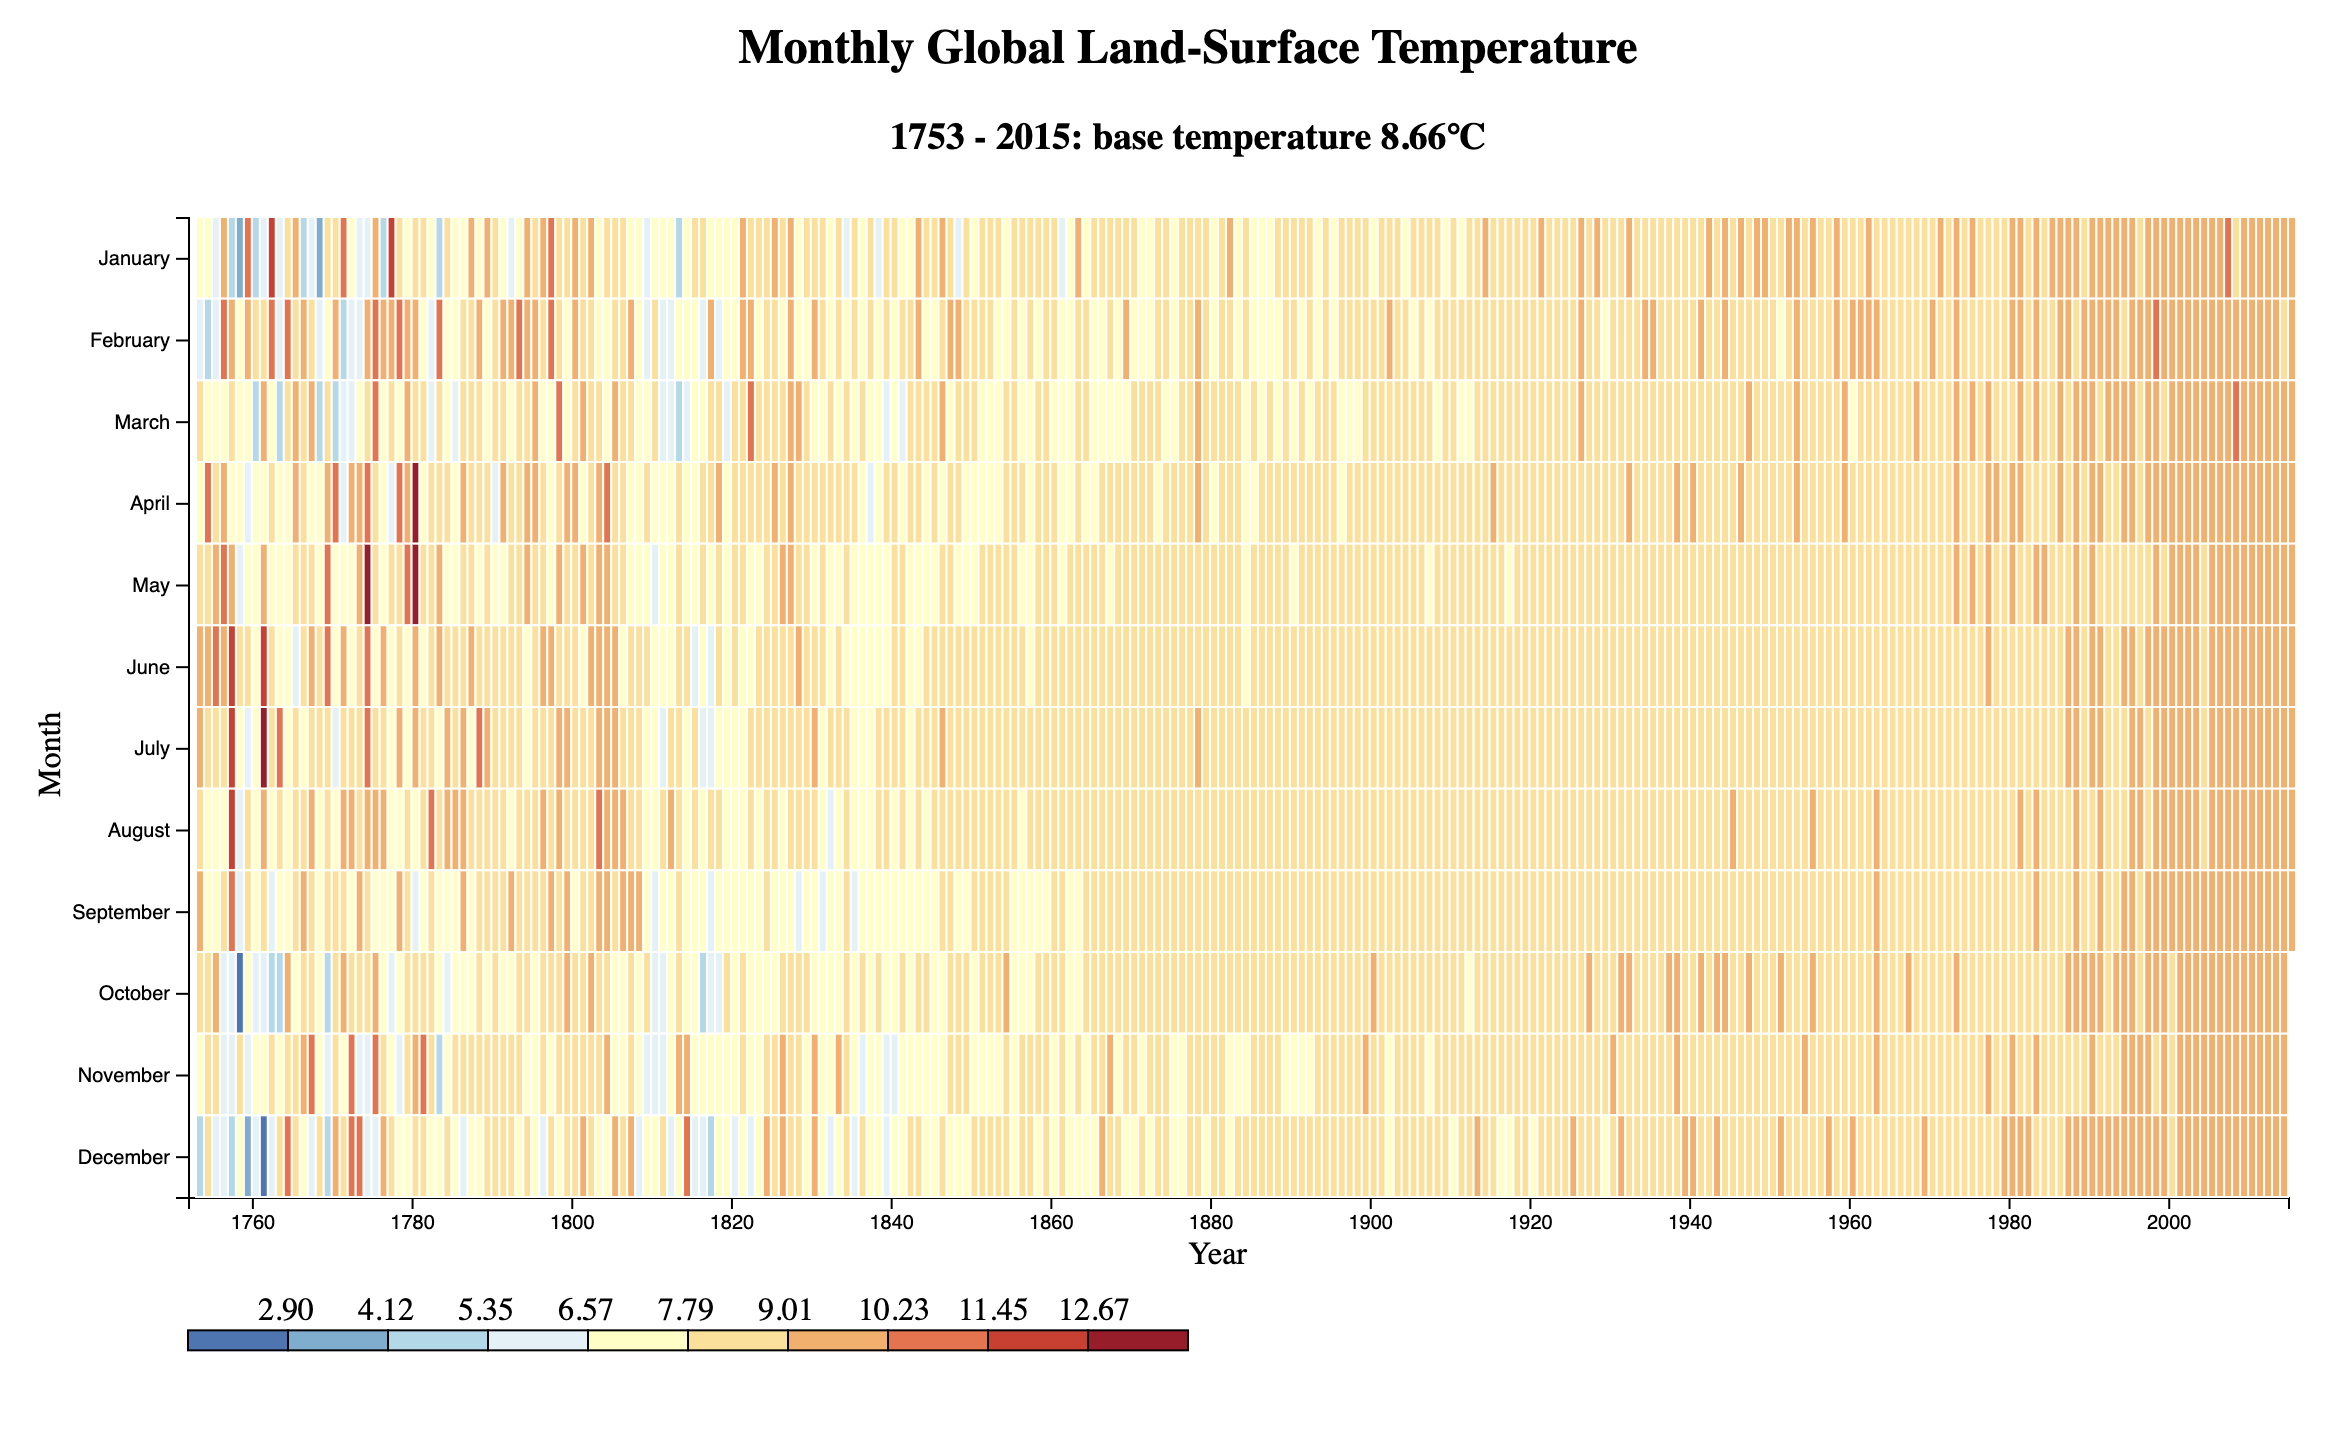 Monthly Global Land-Surface Temperature
1753 - 2015: base temperature 8.66℃
January
February
March
April
May
June
July
August
September
October
November
December
Month
1760 1780 1800 1820 1840 1860 1880 1900 1920 1940 1960 1980 2000
Year
2.90 4.12 5.35 6.57 7.79 9.01 10.23 11.45 12.67